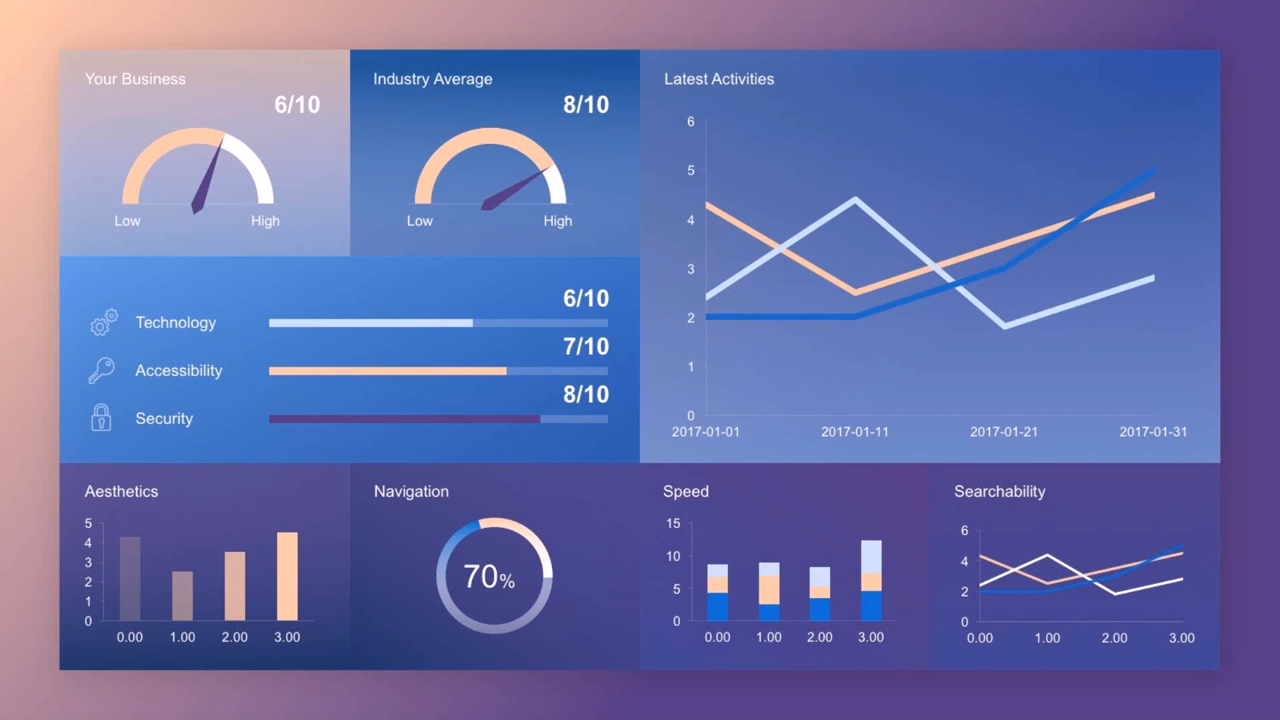 Your Business
6/10
Low High
Industry Average
8/10
Low High
Technology 6/10
Accessibility 7/10
Security 8/10
Latest Activities
6
5
4
3
2
1
0
2017-01-01 2017-01-11 2017-01-21 2017-01-31
Aesthetics
5
4
3
2
1
0
0.00 1.00 2.00 3.00
Navigation
70%
Speed
15
10
5
0
0.00 1.00 2.00 3.00
Searchability
6
4
2
0
0.00 1.00 2.00 3.00